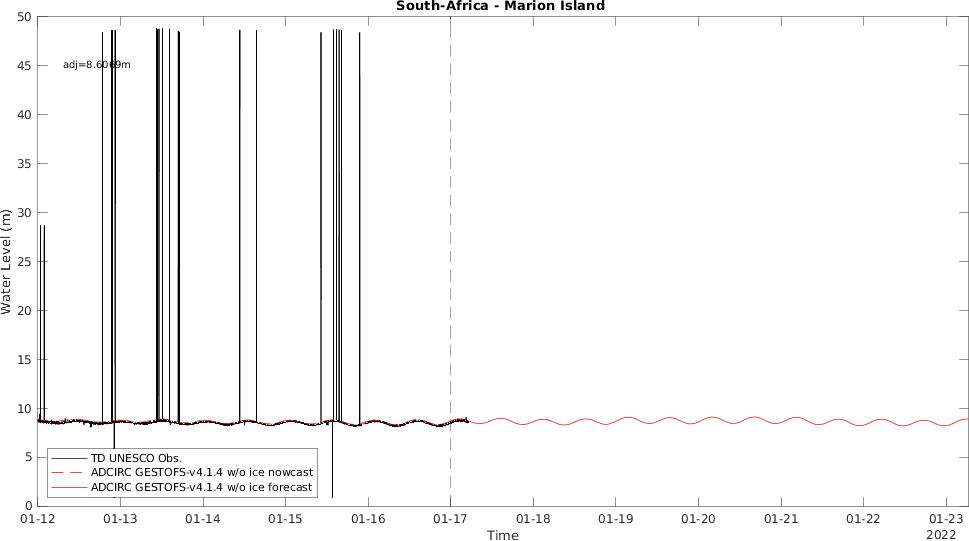 South-Africa - Marion Island
50
45
40
35
30
25
20
15
10
5
0
Water Level (m)
adj=8.6069m
TD UNESCO Obs.
ADCIRC GESTOFS-v4.1.4 w/o ice nowcast
ADCIRC GESTOFS-v4.1.4 w/o ice forecast
01-12 01-13 01-14 01-15 01-16 01-17 01-18 01-19 01-20 01-21 01-22 01-23
Time
2022